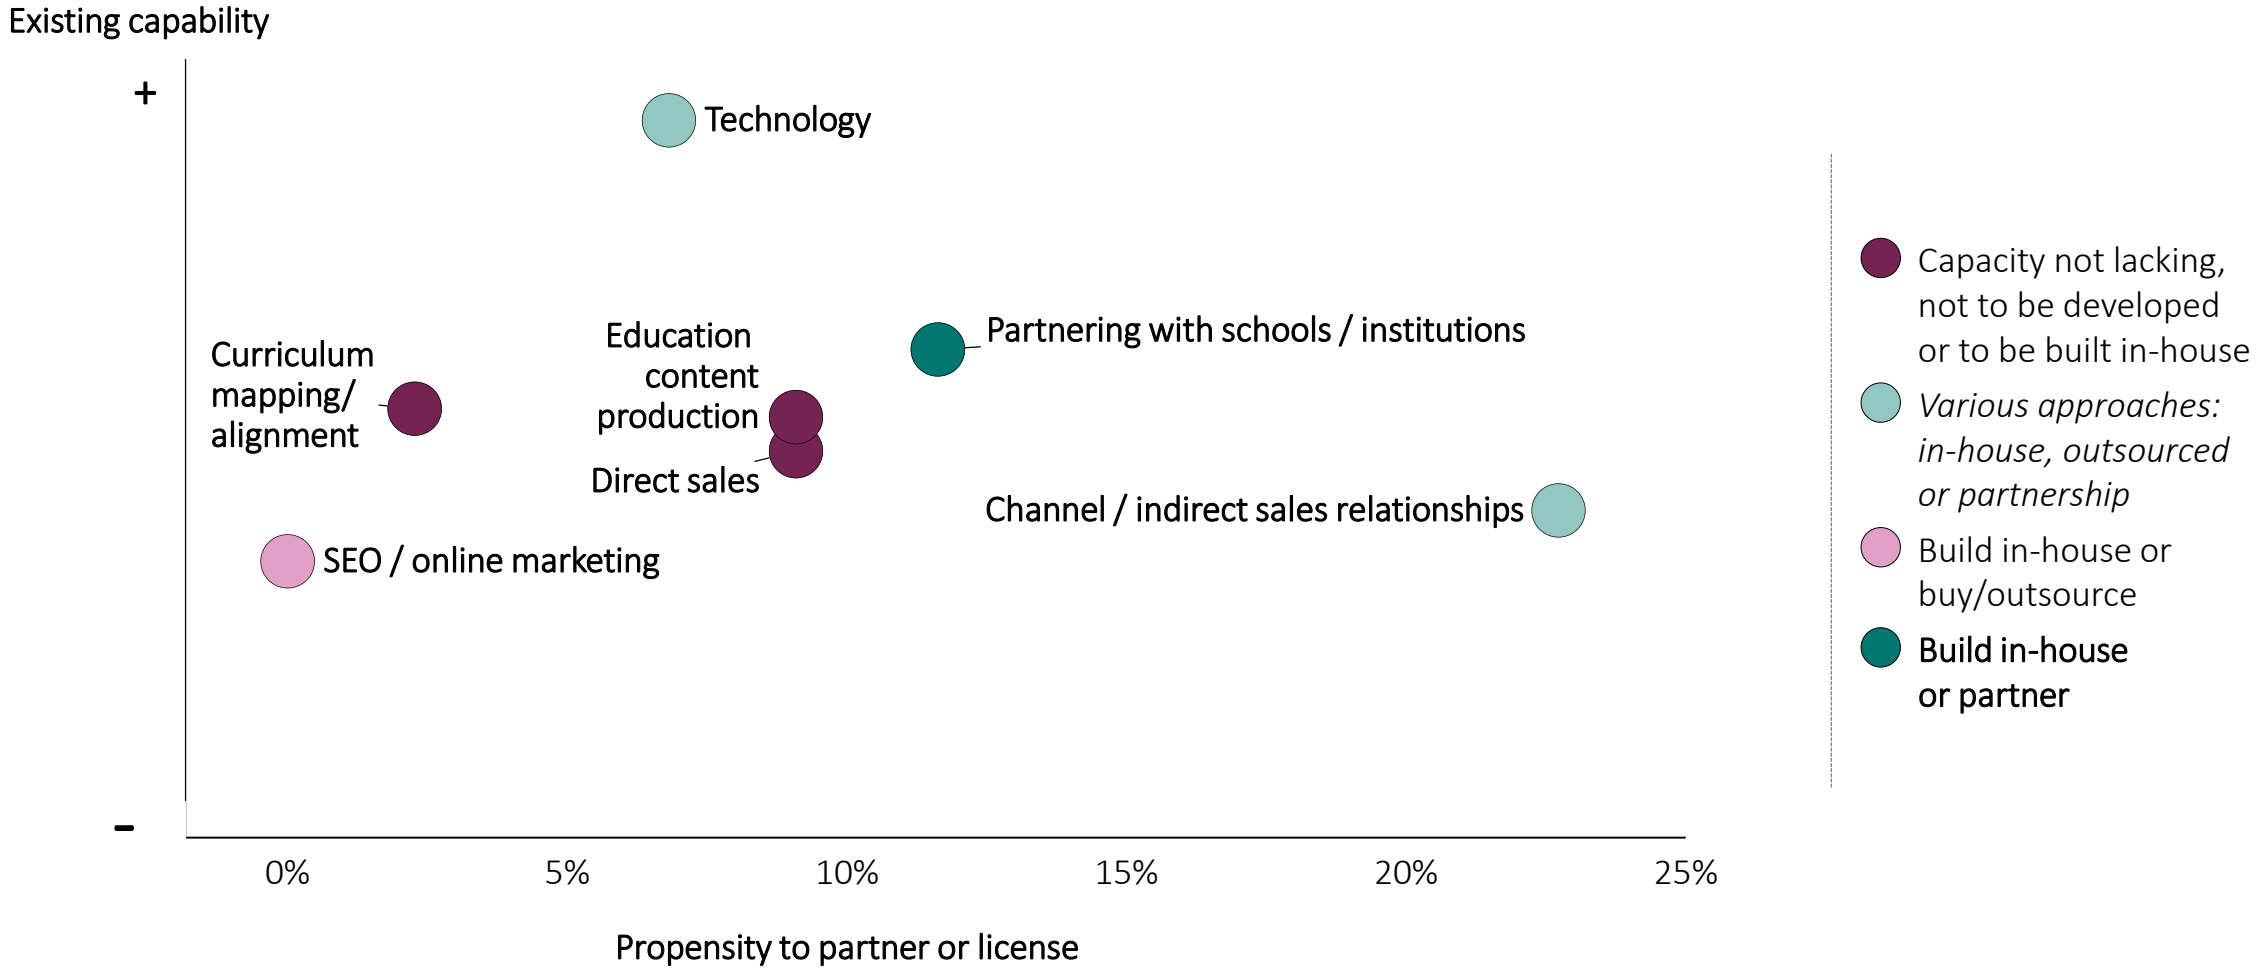 Existing capability
+
Technology
Partnering with schools / institutions
Education
content
production
Curriculum
mapping/
alignment
Direct sales
Channel / indirect sales relationships
SEO / online marketing
–
0%
5%
10%
15%
20%
25%
Propensity to partner or license
Capacity not lacking,
not to be developed
or to be built in-house
Various approaches:
in-house, outsourced
or partnership
Build in-house or
buy/outsource
Build in-house
or partner